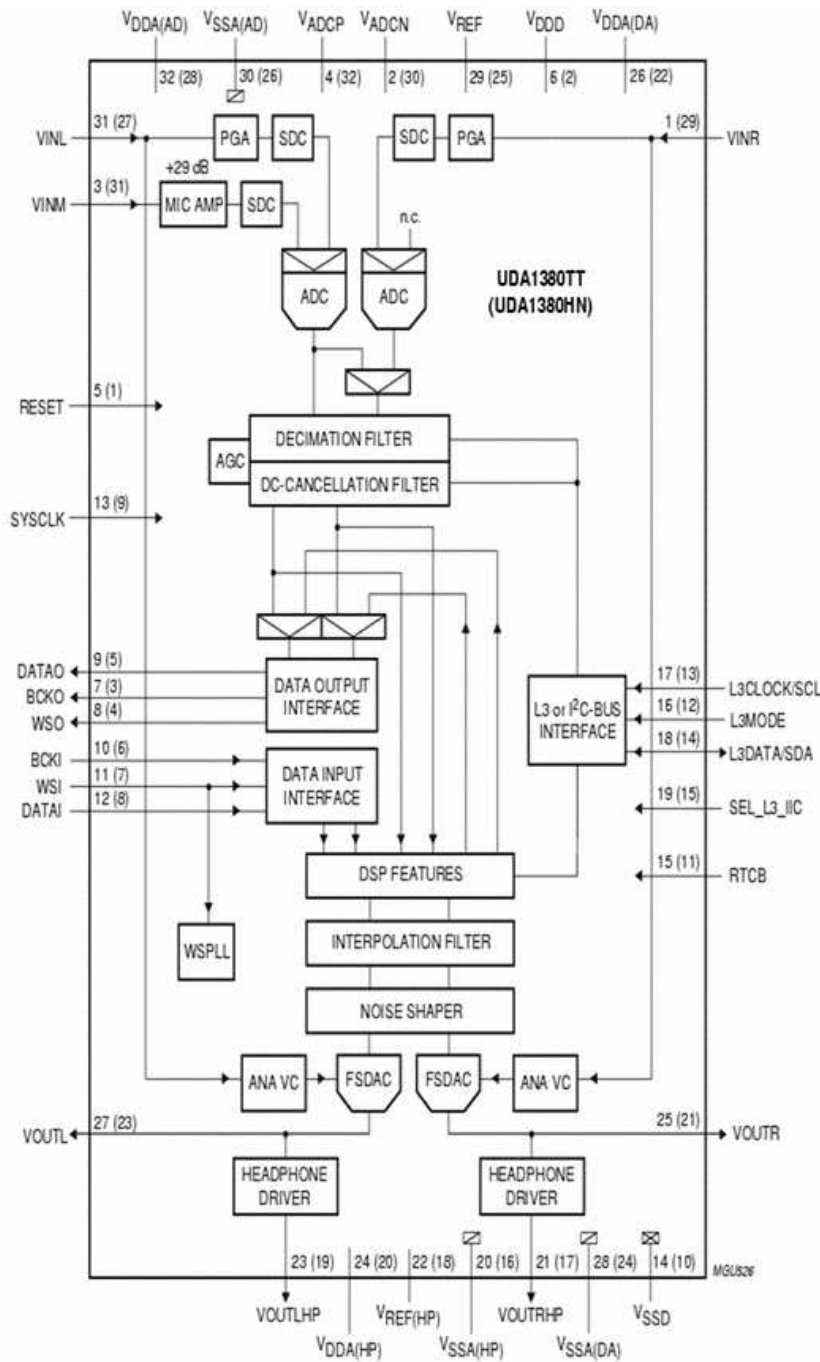 VDDA(AD) VSSA(AD) VADCP VADCN VREF VDDD VDDA(DA)
32 (28) 30 (26) 4 (32) 2 (30) 29 (25) 6 (2) 26 (22)
VINL 31 (27) PGA SDC SDC PGA 1 (29) VINR
+29 dB
VINM 3 (31) MIC AMP SDC
n.c.
ADC ADC
UDA1380TT
(UDA1380HN)
RESET 5 (1)
DECIMATION FILTER
AGC
DC-CANCELLATION FILTER
SYSCLK 13 (9)
DATAO 9 (5)
BCKO 7 (3)
WSO 8 (4)
DATA OUTPUT
INTERFACE
L3 or I²C-BUS
INTERFACE
17 (13) L3CLOCK/SCL
16 (12) L3MODE
18 (14) L3DATA/SDA
BCKI 10 (6)
WSI 11 (7)
DATAI 12 (8)
DATA INPUT
INTERFACE
19 (15) SEL_L3_IIC
15 (11) RTCB
DSP FEATURES
WSPLL
INTERPOLATION FILTER
NOISE SHAPER
ANA VC FSDAC FSDAC ANA VC
VOUTL 27 (23) 25 (21) VOUTR
HEADPHONE
DRIVER
HEADPHONE
DRIVER
23 (19) 24 (20) 22 (18) 20 (16) 21 (17) 28 (24) 14 (10)
MGU526
VOUTLHP VREF(HP) VOUTRHP VSSD
VDDA(HP) VSSA(HP) VSSA(DA)